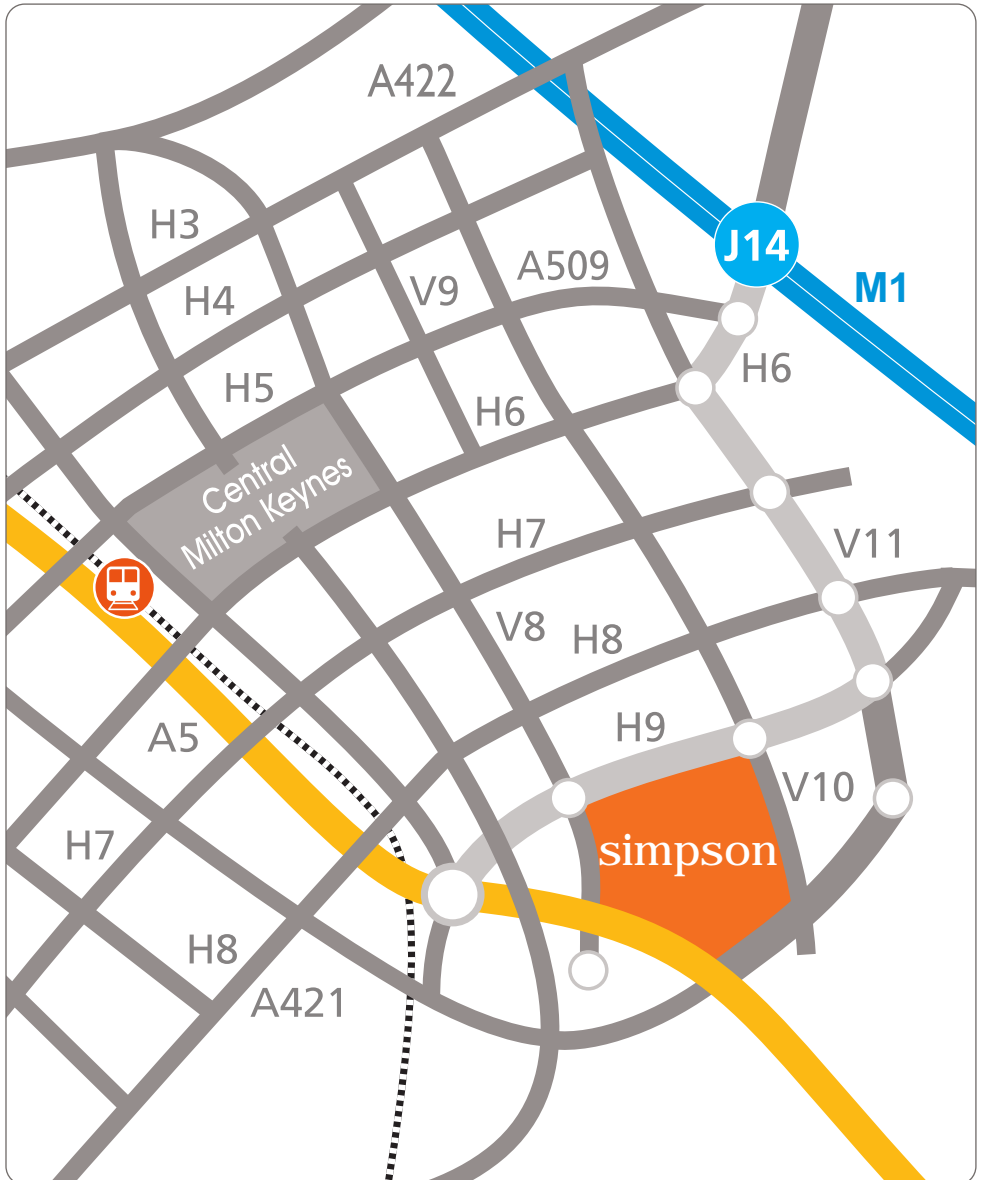 A422
H3
J14
A509
V9
M1
H4
H6
H5
H6
Central
Milton Keynes
H7
V11
V8
H8
H9
A5
V10
H7
simpson
H8
A421